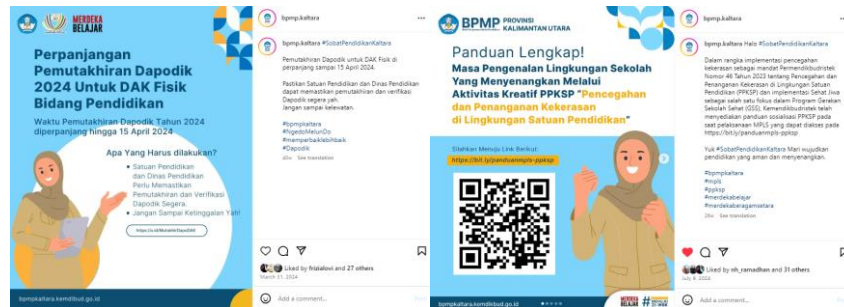 MERDEKA
BELAJAR
Perpanjangan
Pemutakhiran Dapodik
2024 Untuk DAK Fisik
Bidang Pendidikan
Waktu Pemutakhiran Dapodik Tahun 2024
diperpanjang hingga 15 April 2024
Apa Yang Harus dilakukan?
• Satuan Pendidikan
dan Dinas Pendidikan
Perlu Memastikan
Pemutakhiran dan Verifikasi
Dapodik Segera.
• Jangan Sampai Ketinggalan Yah!
bpmpkaltara.kemdikbud.go.id
bpmp.kaltara
bpmp.kaltara #SobatPendidikanKaltara
Pemutakhiran Dapodik untuk DAK Fisik di
perpanjang sampai 15 April 2024.
Pastikan Satuan Pendidikan dan Dinas Pendidikan
dapat memastikan pemutakhiran dan verifikasi
Dapodik segera yah.
Jangan sampai kelewatan.
#bpmpkaltara
#NgedoMelurDo
#memperbaiklebihbaik
#Dapodik
See translation
Liked by frizialovi and 27 others
March 31, 2024
Add a comment...
BPMP PROVINSI
KALIMANTAN UTARA
Panduan Lengkap!
Masa Pengenalan Lingkungan Sekolah
Yang Menyenangkan Melalui
Aktivitas Kreatif PPKSP "Pencegahan
dan Penanganan Kekerasan
di Lingkungan Satuan Pendidikan"
Silahkan Menuju Link Berikut:
https://bit.ly/panduanmpls-ppksp
bpmpkaltara.kemdikbud.go.id
MERDEKA
BELAJAR
bpmp.kaltara
bpmp.kaltara Halo #SobatPendidikanKaltara
Dalam rangka implementasi pencegahan
kekerasan sebagai mandat Permendikbudristek
Nomor 46 Tahun 2023 tentang Pencegahan dan
Penanganan Kekerasan di Lingkungan Satuan
Pendidikan (PPKSP) dan implementasi Sehat Jiwa
sebagai salah satu fokus dalam Program Gerakan
Sekolah Sehat (GSS), Kemendikbudristek telah
menyediakan panduan sosialisasi PPKSP pada
saat pelaksanaan MPLS yang dapat diakses pada
https://bit.ly/panduanmpls-ppksp
Yuk #SobatPendidikanKaltara Mari wujudkan
pendidikan yang aman dan menyenangkan.
#bpmpkaltara
#mpls
#ppksp
#merdekabelajar
#merdekaberagamsetara
See translation
Liked by nh_ramadhan and 31 others
July 9, 2024
Add a comment...